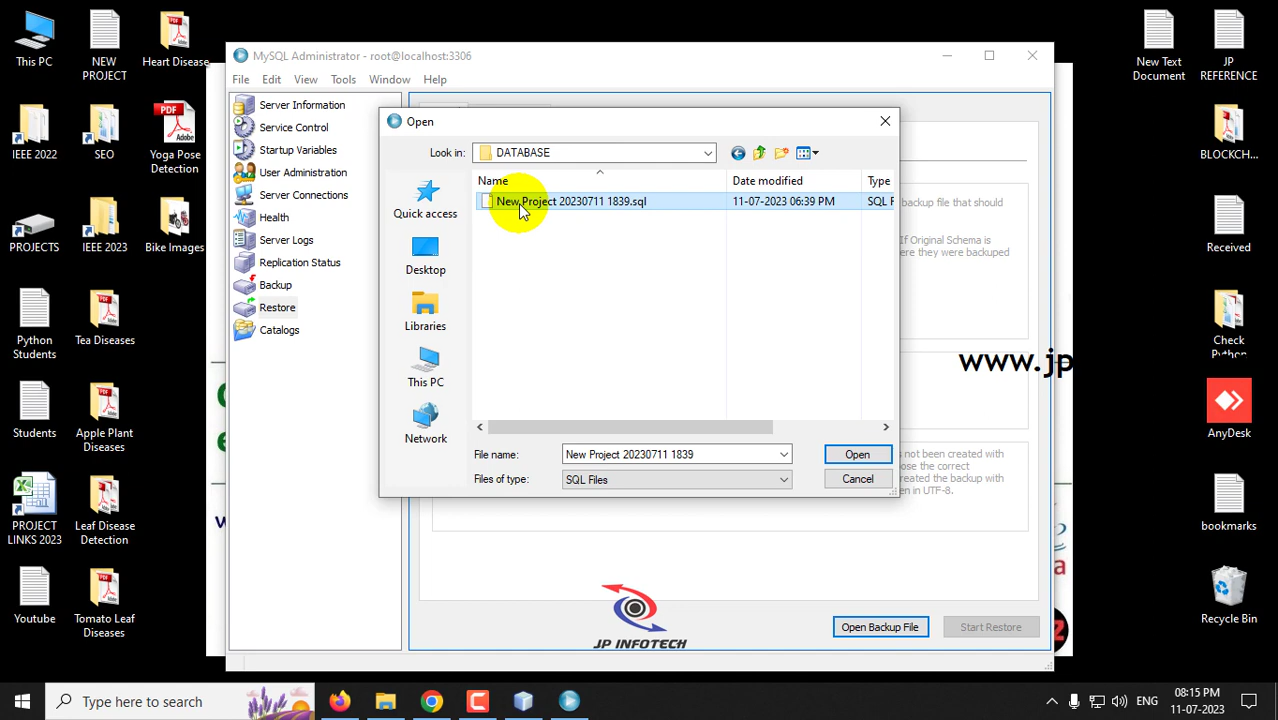 This PC
NEW
PROJECT
Heart Disease
IEEE 2022
SEO
Yoga Pose
Detection
PROJECTS
IEEE 2023
Bike Images
Python
Students
Tea Diseases
Students
Apple Plant
Diseases
PROJECT
LINKS 2023
Leaf Disease
Detection
Youtube
Tomato Leaf
Diseases
MySQL Administrator - root@localhost:3306
File Edit View Tools Window Help
Server Information
Service Control
Startup Variables
User Administration
Server Connections
Health
Server Logs
Replication Status
Backup
Restore
Catalogs
Open
Look in: DATABASE
Name Date modified Type
New Project 20230711 1839.sql 11-07-2023 06:39 PM SQL F
Quick access
Desktop
Libraries
This PC
Network
File name: New Project 20230711 1839 Open
Files of type: SQL Files Cancel
backup file that should
If Original Schema is
ere they were backuped
www.jp
s not been created with
ose the correct
created the backup with
en in UTF-8.
JP INFOTECH
Open Backup File Start Restore
New Text
Document
JP
REFERENCE
BLOCKCH...
Received
Check
Python
AnyDesk
bookmarks
Recycle Bin
Type here to search
ENG
08:15 PM
11-07-2023